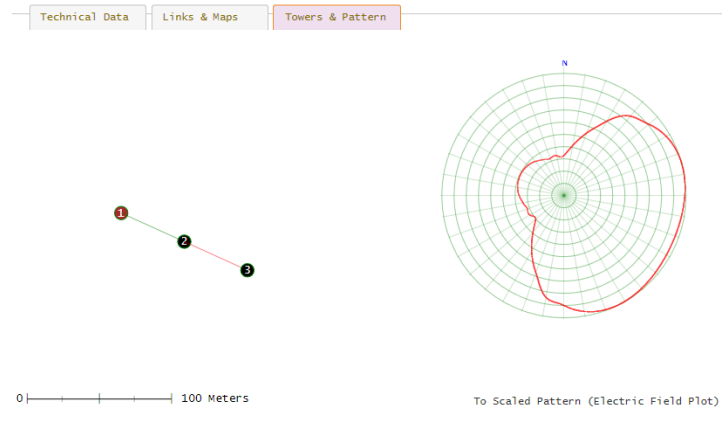 Technical Data
Links & Maps
Towers & Pattern
N
1
2
3
0
100 Meters
To Scaled Pattern (Electric Field Plot)